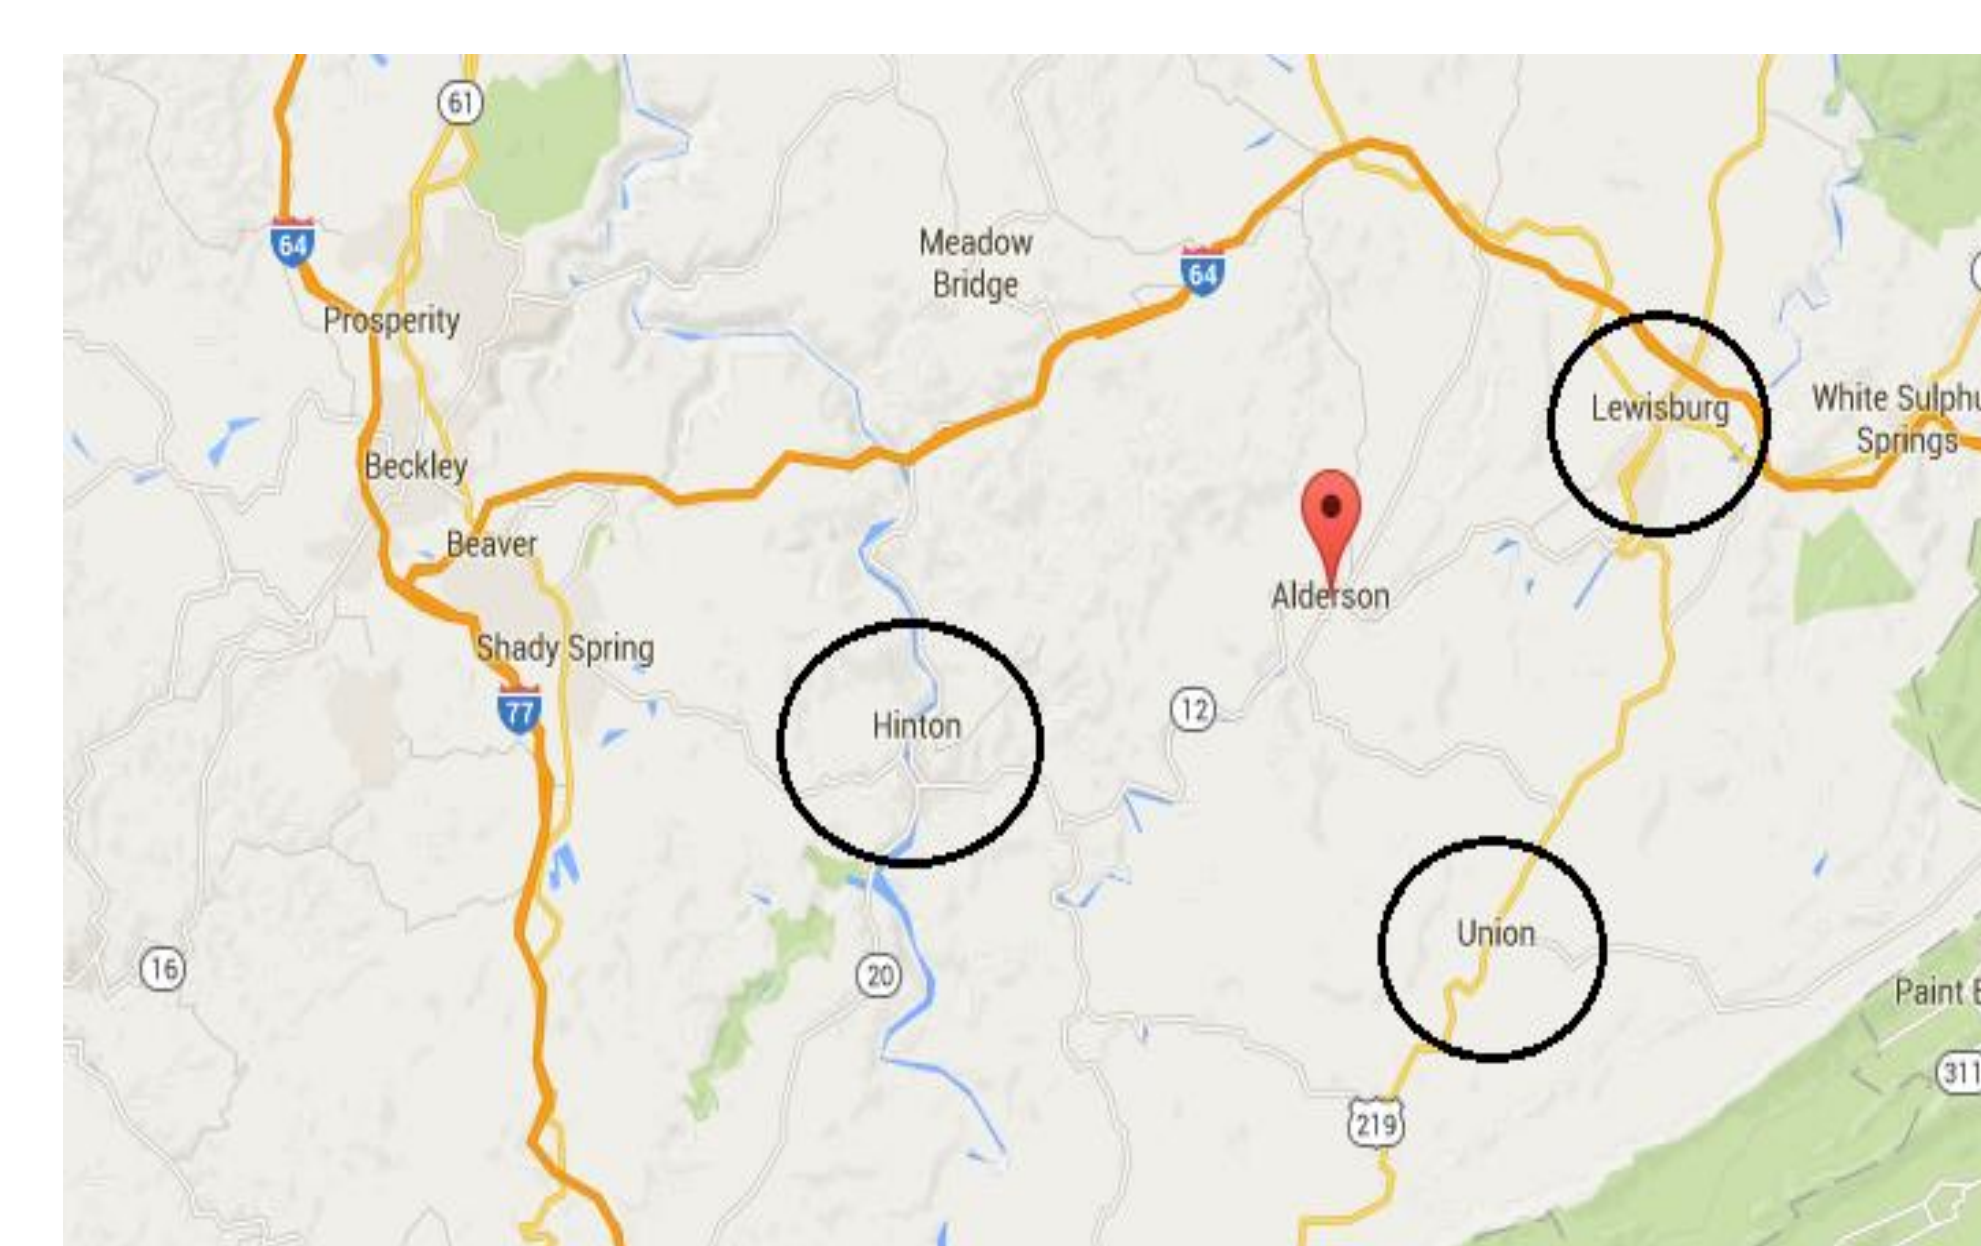 61
64
Meadow
Bridge
64
Prosperity
Lewisburg
White Sulphu
Springs
Beckley
Beaver
Alderson
Shady Spring
77
12
Hinton
Union
16
20
Paint
311
219